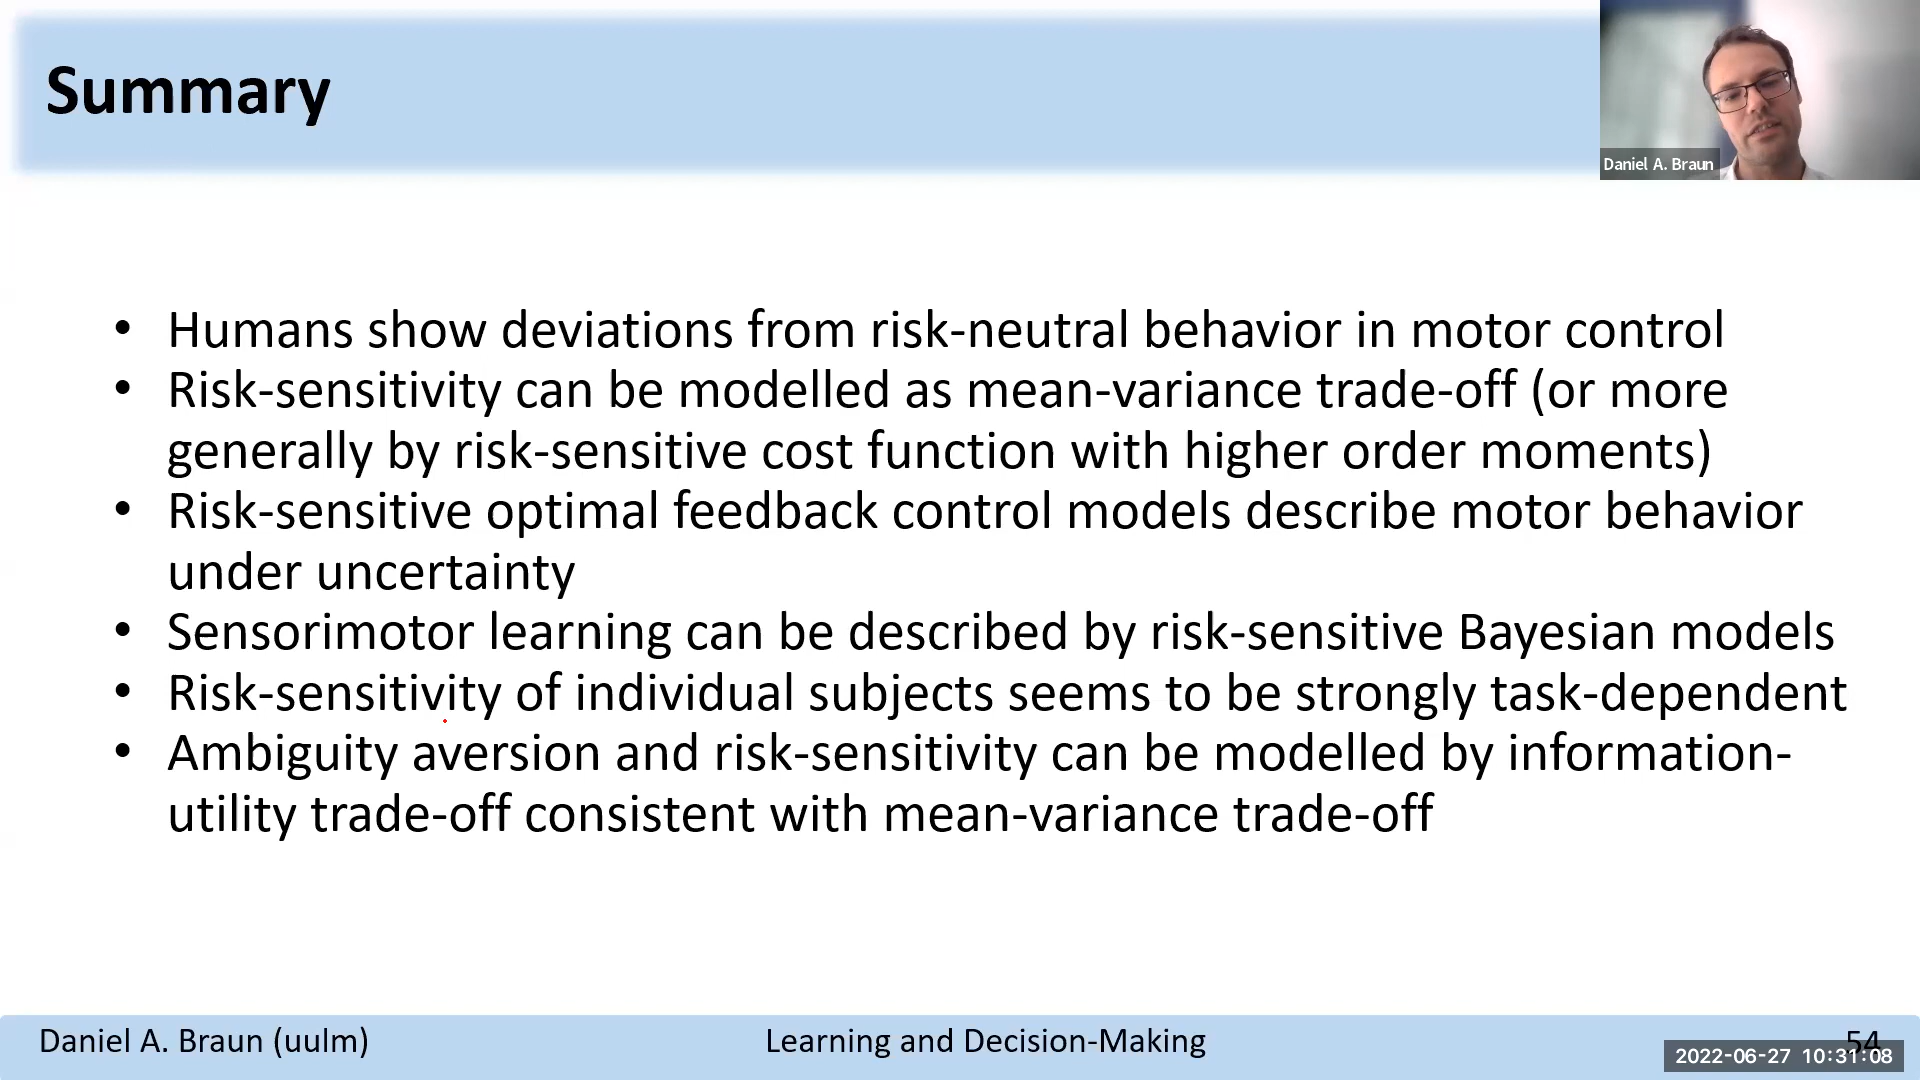 Summary
Daniel A. Braun
• Humans show deviations from risk-neutral behavior in motor control
• Risk-sensitivity can be modelled as mean-variance trade-off (or more
generally by risk-sensitive cost function with higher order moments)
• Risk-sensitive optimal feedback control models describe motor behavior
under uncertainty
• Sensorimotor learning can be described by risk-sensitive Bayesian models
• Risk-sensitivity of individual subjects seems to be strongly task-dependent
• Ambiguity aversion and risk-sensitivity can be modelled by information-
utility trade-off consistent with mean-variance trade-off
Daniel A. Braun (uulm)
Learning and Decision-Making
54
2022-06-27 10:31:08